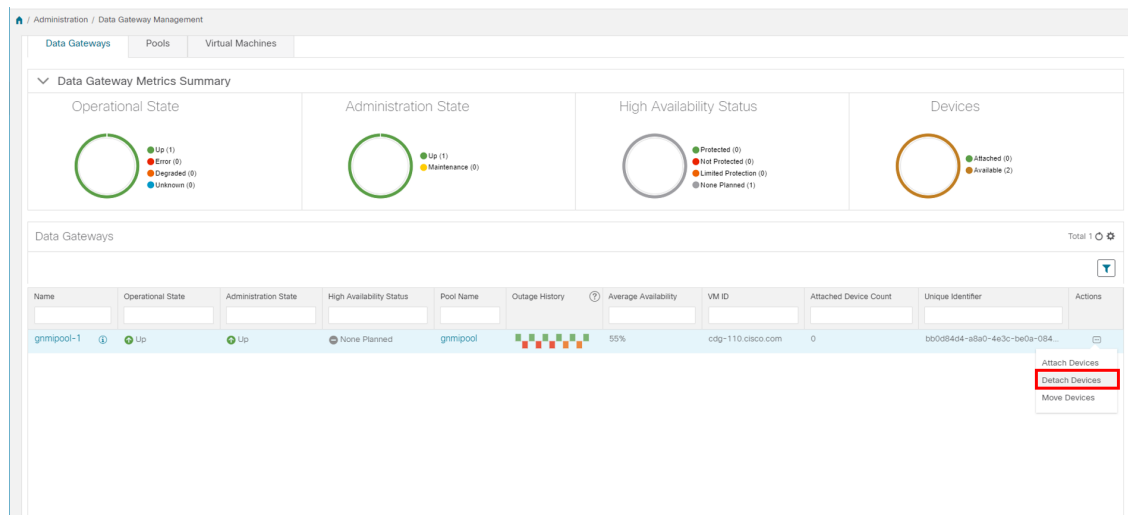 / Administration / Data Gateway Management
Data Gateways Pools Virtual Machines
Data Gateway Metrics Summary
Operational State
Up (1)
Error (0)
Degraded (0)
Unknown (0)
Administration State
Up (1)
Maintenance (0)
High Availability Status
Protected (0)
Not Protected (0)
Limited Protection (0)
None Planned (1)
Devices
Attached (0)
Available (2)
Data Gateways Total 1
Name Operational State Administration State High Availability Status Pool Name Outage History ? Average Availability VM ID Attached Device Count Unique Identifier Actions
gnmipool-1 i Up Up None Planned gnmipool 55% cdg-110.cisco.com 0 bb0d84d4-a8a0-4e3c-be0a-084...
Attach Devices
Detach Devices
Move Devices